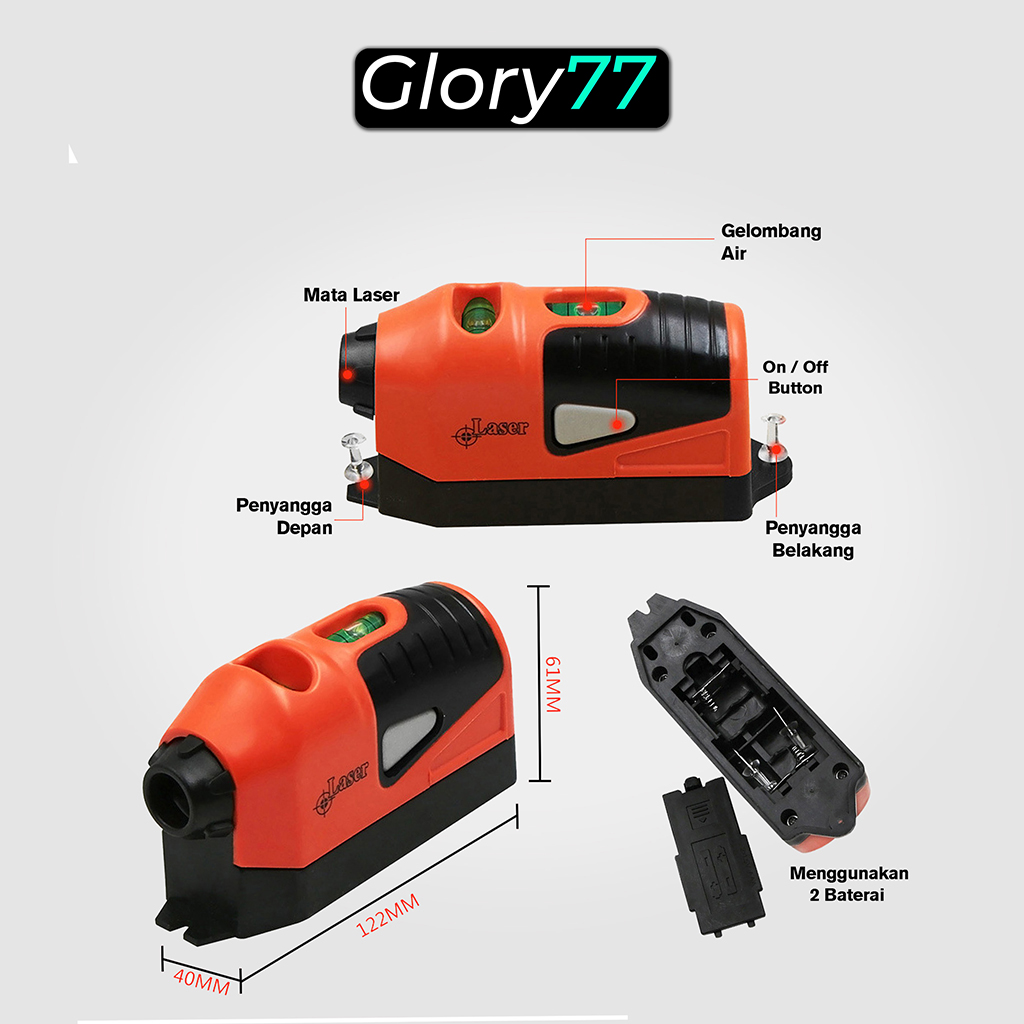 Glory77
Gelombang
Air
Mata Laser
On / Off
Button
Laser
Penyangga
Depan
Penyangga
Belakang
61MM
Laser
122MM
40MM
Menggunakan
2 Baterai